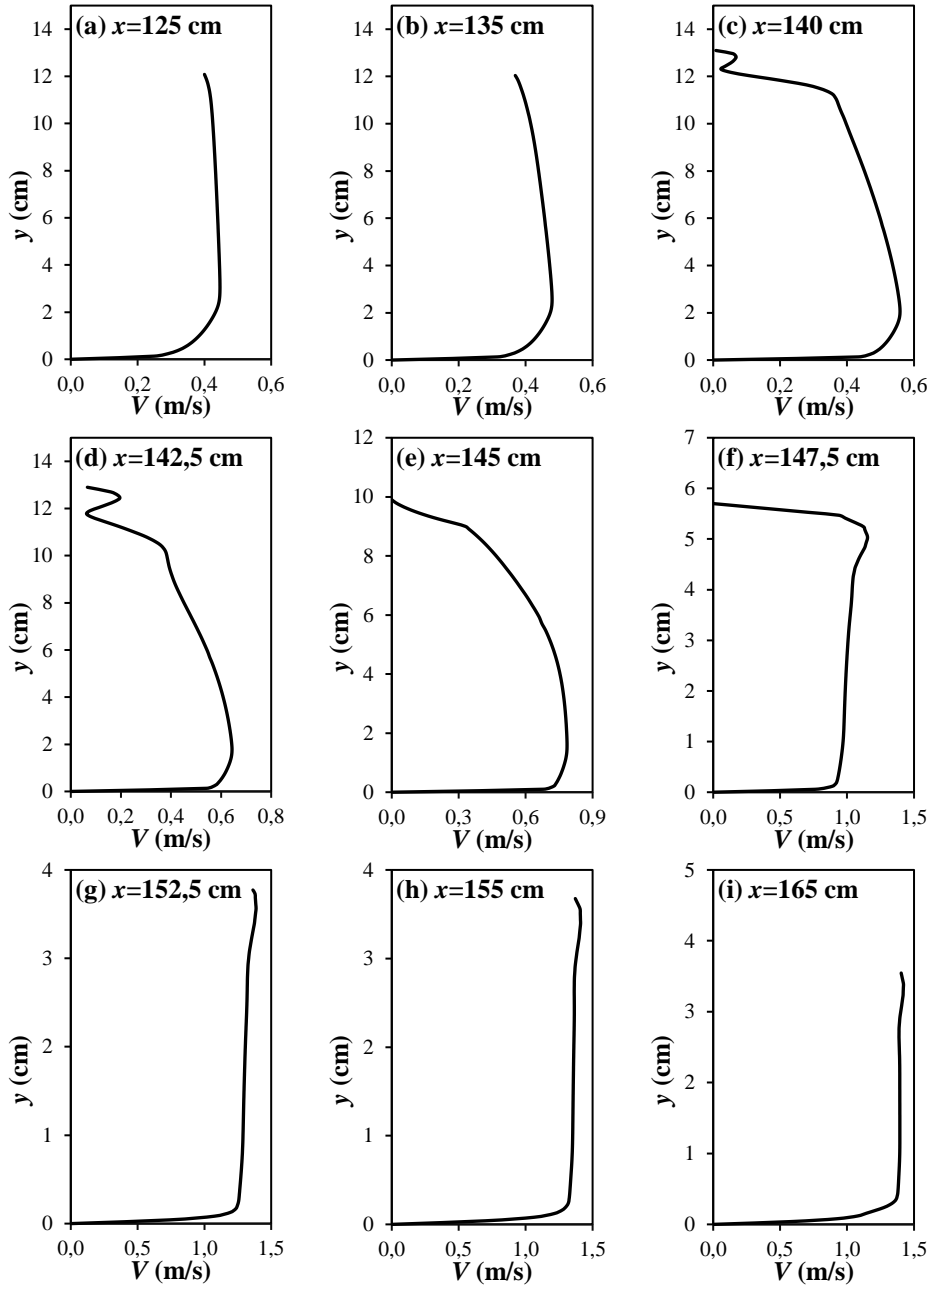 (a) x=125 cm
14
12
10
8
6
4
2
0
y (cm)
0,0 0,2 0,4 0,6
V (m/s)
(b) x=135 cm
14
12
10
8
6
4
2
0
y (cm)
0,0 0,2 0,4 0,6
V (m/s)
(c) x=140 cm
14
12
10
8
6
4
2
0
y (cm)
0,0 0,2 0,4 0,6
V (m/s)
(d) x=142,5 cm
14
12
10
8
6
4
2
0
y (cm)
0,0 0,2 0,4 0,6 0,8
V (m/s)
(e) x=145 cm
12
10
8
6
4
2
0
y (cm)
0,0 0,3 0,6 0,9
V (m/s)
(f) x=147,5 cm
7
6
5
4
3
2
1
0
y (cm)
0,0 0,5 1,0 1,5
V (m/s)
(g) x=152,5 cm
4
3
2
1
0
y (cm)
0,0 0,5 1,0 1,5
V (m/s)
(h) x=155 cm
4
3
2
1
0
y (cm)
0,0 0,5 1,0 1,5
V (m/s)
(i) x=165 cm
5
4
3
2
1
0
y (cm)
0,0 0,5 1,0 1,5
V (m/s)